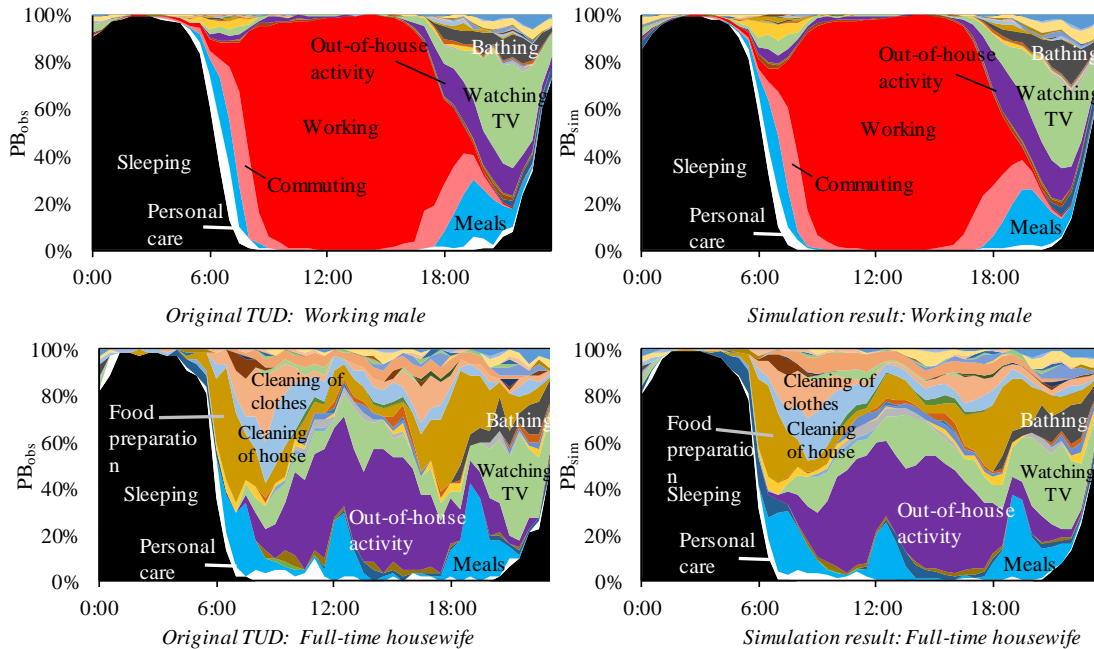 100%
80%
60%
40%
20%
0%
PBobs
Out-of-house
activity
Bathing
Watching
TV
Working
Sleeping
Commuting
Personal
care
Meals
0:00
6:00
12:00
18:00
Original TUD: Working male
100%
80%
60%
40%
20%
0%
PBsim
Out-of-house
activity
Bathing
Watching
TV
Working
Sleeping
Commuting
Personal
care
Meals
0:00
6:00
12:00
18:00
Simulation result: Working male
100%
80%
60%
40%
20%
0%
PBobs
Cleaning of
clothes
Food
preparatio
n
Cleaning
of house
Bathing
Watching
TV
Sleeping
Out-of-house
activity
Personal
care
Meals
0:00
6:00
12:00
18:00
Original TUD: Full-time housewife
100%
80%
60%
40%
20%
0%
PBsim
Cleaning of
clothes
Food
preparatio
n
Cleaning
of house
Bathing
Watching
TV
Sleeping
Out-of-house
activity
Personal
care
Meals
0:00
6:00
12:00
18:00
Simulation result: Full-time housewife